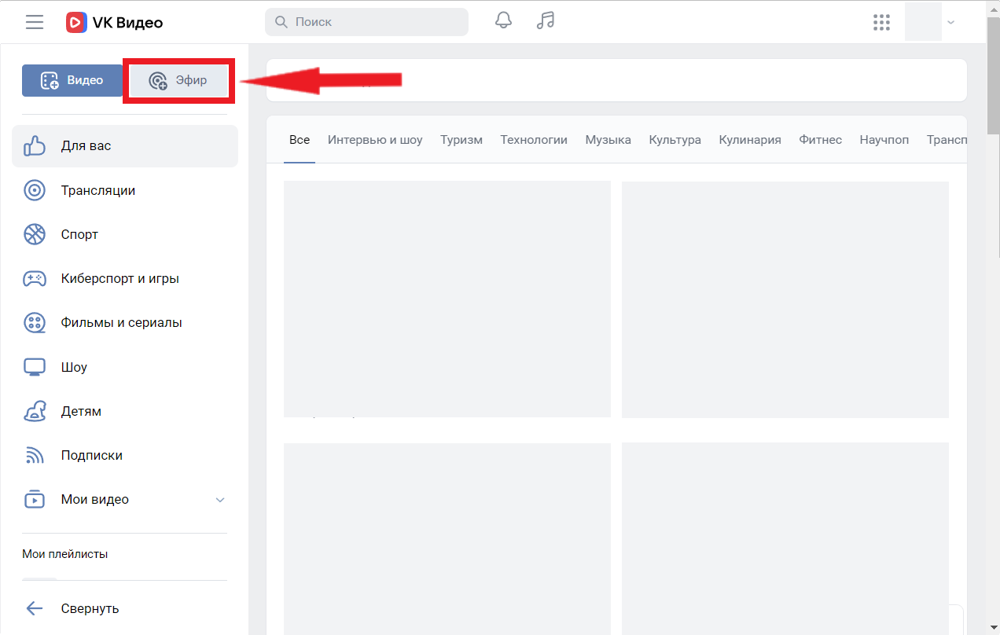 VK Видео
Поиск
Видео
Эфир
Для вас
Трансляции
Спорт
Киберспорт и игры
Фильмы и сериалы
Шоу
Детям
Подписки
Мои видео
Мои плейлисты
Свернуть
Все Интервью и шоу Туризм Технологии Музыка Культура Кулинария Фитнес Научпоп Трансп